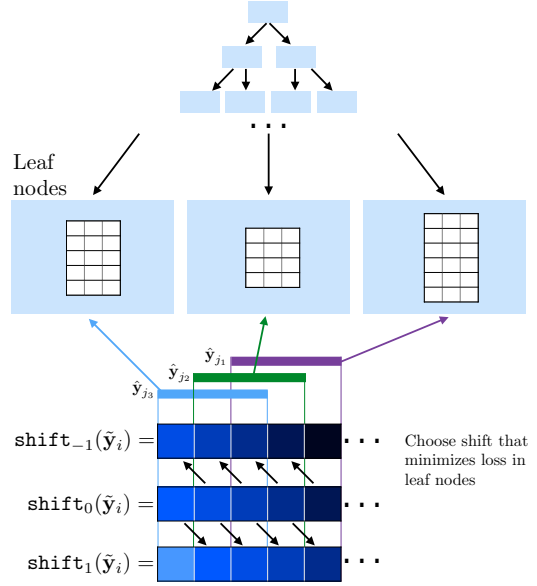 ...
Leaf
nodes
ŷ_{j_1}
ŷ_{j_2}
ŷ_{j_3}
shift_{-1}(ỹ_i) = ...
Choose shift that
minimizes loss in
leaf nodes
shift_0(ỹ_i) = ...
shift_1(ỹ_i) = ...